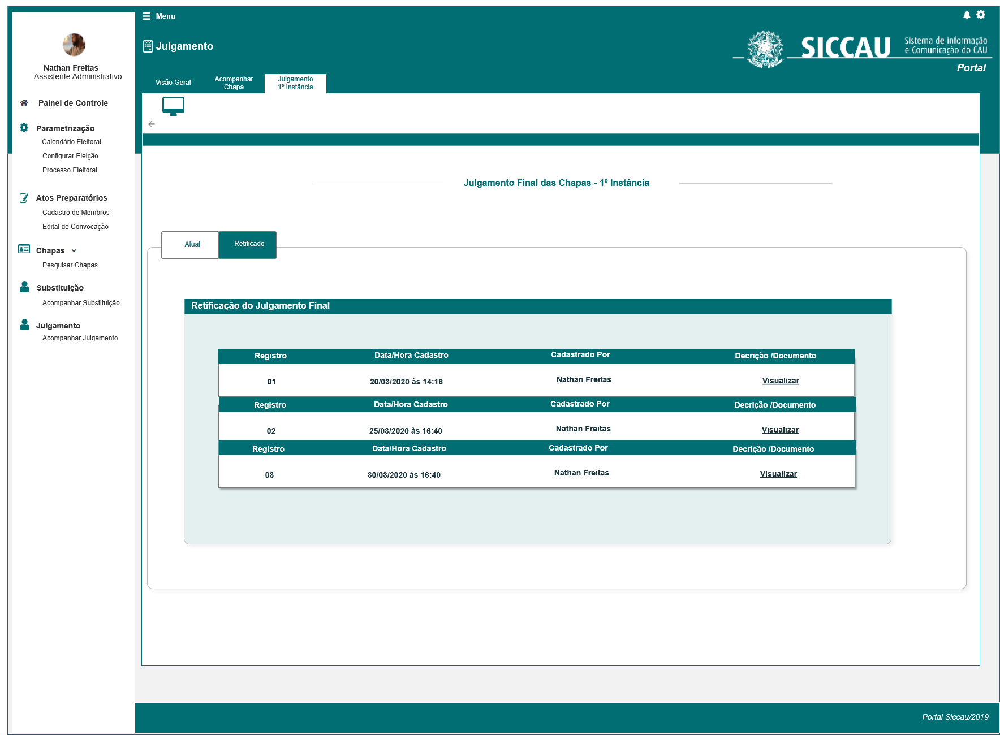 Menu
Julgamento
SICCAU
Sistema de informação
e Comunicação do CAU
Portal
Nathan Freitas
Assistente Administrativo
Painel de Controle
Parametrização
Calendário Eleitoral
Configurar Eleição
Processo Eleitoral
Atos Preparatórios
Cadastro de Membros
Edital de Convocação
Chapas
Pesquisar Chapas
Substituição
Acompanhar Substituição
Julgamento
Acompanhar Julgamento
Visão Geral
Acompanhar
Chapa
Julgamento
1º Instância
Julgamento Final das Chapas - 1º Instância
Atual
Retificado
Retificação do Julgamento Final
Registro Data/Hora Cadastro Cadastrado Por Decrição /Documento
01 20/03/2020 às 14:18 Nathan Freitas Visualizar
Registro Data/Hora Cadastro Cadastrado Por Decrição /Documento
02 25/03/2020 às 16:40 Nathan Freitas Visualizar
Registro Data/Hora Cadastro Cadastrado Por Decrição /Documento
03 30/03/2020 às 16:40 Nathan Freitas Visualizar
Portal Siccau/2019